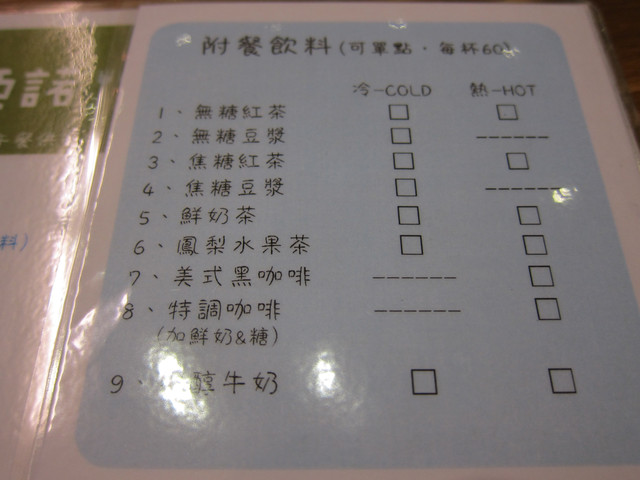 附餐飲料(可單點,每杯60)
冷-COLD 熱-HOT
1、無糖紅茶
2、無糖豆漿
3、焦糖紅茶
4、焦糖豆漿
5、鮮奶茶
6、鳳梨水果茶
7、美式黑咖啡
8、特調咖啡
(加鮮奶&糖)
9、醇牛奶
諾
料)